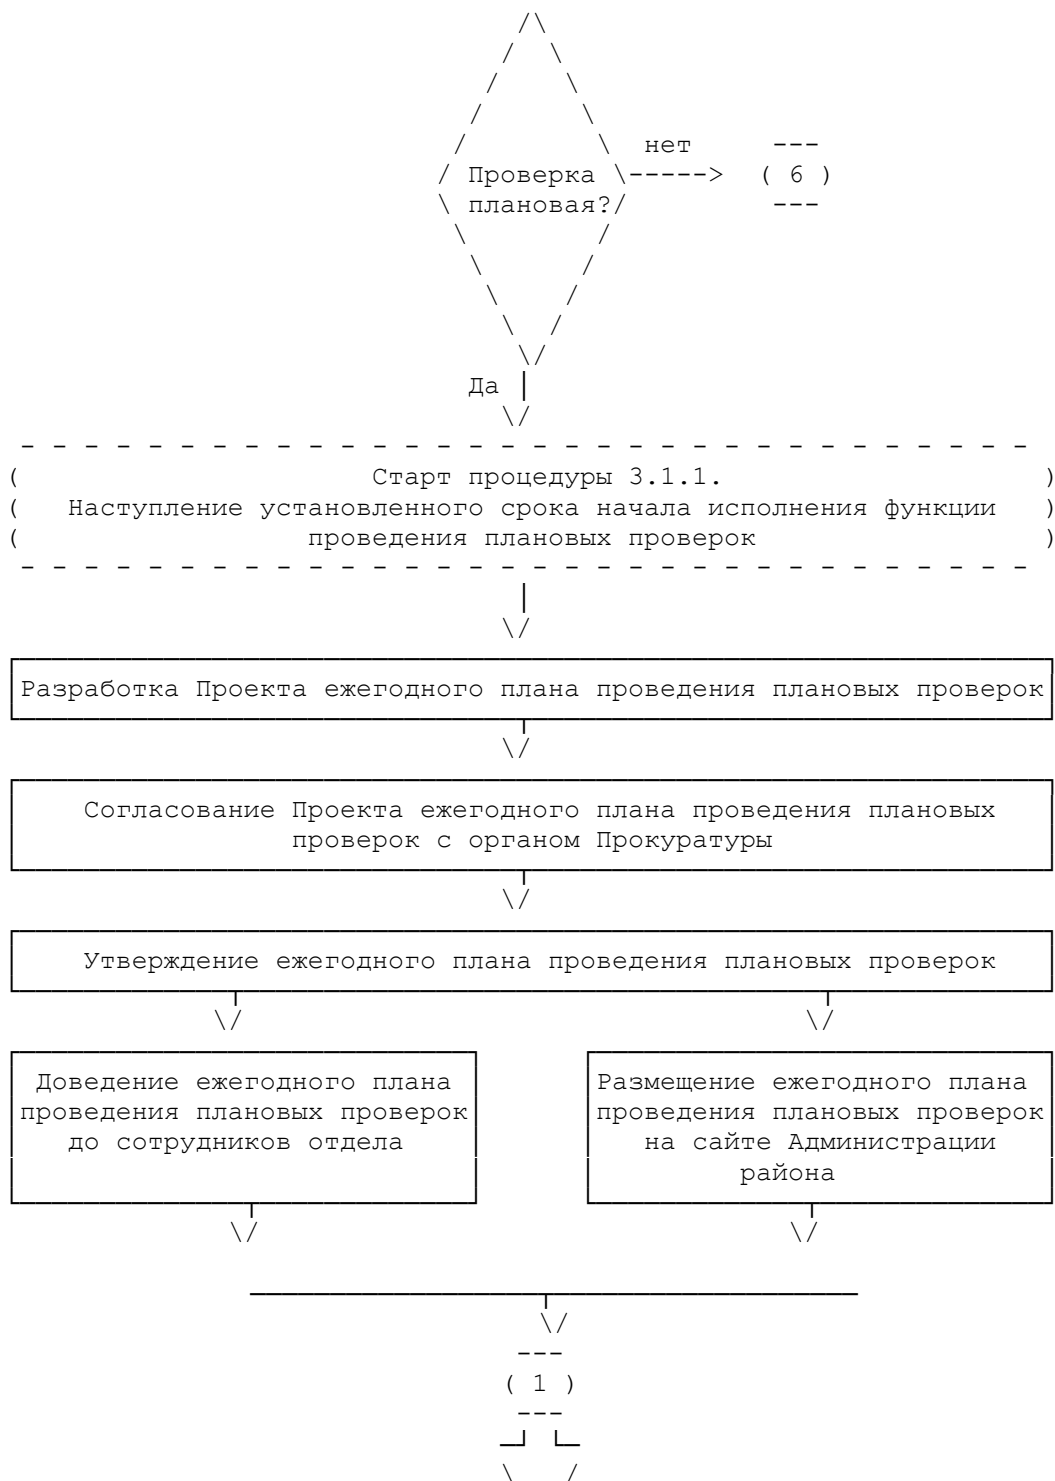 нет
Проверка
( 6 )
плановая?
Да
Старт процедуры 3.1.1.
Наступление установленного срока начала исполнения функции
проведения плановых проверок
Разработка Проекта ежегодного плана проведения плановых проверок
Согласование Проекта ежегодного плана проведения плановых
проверок с органом Прокуратуры
Утверждение ежегодного плана проведения плановых проверок
Доведение ежегодного плана
проведения плановых проверок
до сотрудников отдела
Размещение ежегодного плана
проведения плановых проверок
на сайте Администрации
района
( 1 )